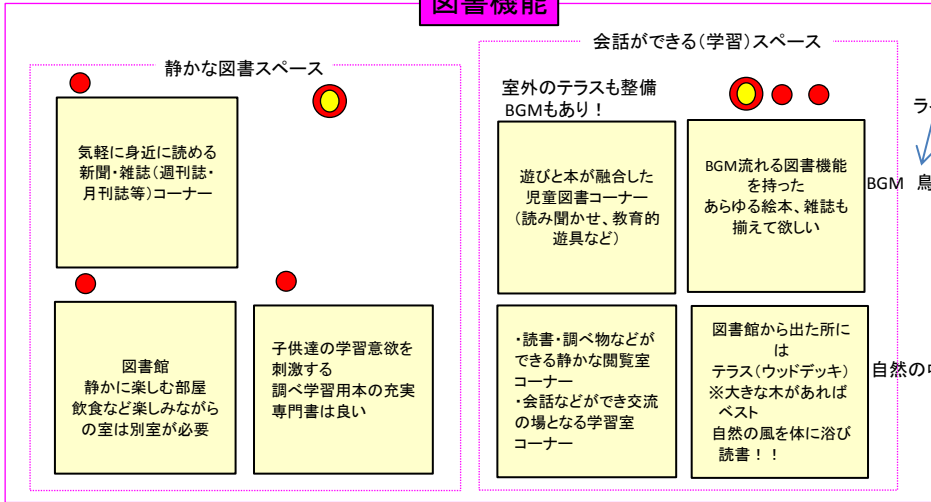 図書機能
静かな図書スペース
気軽に身近に読める
新聞・雑誌(週刊誌・
月刊誌等)コーナー
図書館
静かに楽しむ部屋
飲食など楽しみながら
の室は別室が必要
子供達の学習意欲を
刺激する
調べ学習用本の充実
専門書は良い
会話ができる(学習)スペース
室外のテラスも整備
BGMもあり！
遊びと本が融合した
児童図書コーナー
(読み聞かせ、教育的
遊具など)
BGM流れる図書機能
を持った
あらゆる絵本、雑誌も
揃えて欲しい
・読書・調べ物などが
できる静かな閲覧室
コーナー
・会話などができ交流
の場となる学習室
コーナー
図書館から出た所に
は
テラス(ウッドデッキ)
※大きな木があれば
ベスト
自然の風を体に浴び
読書！！
BGM 鳥
自然の